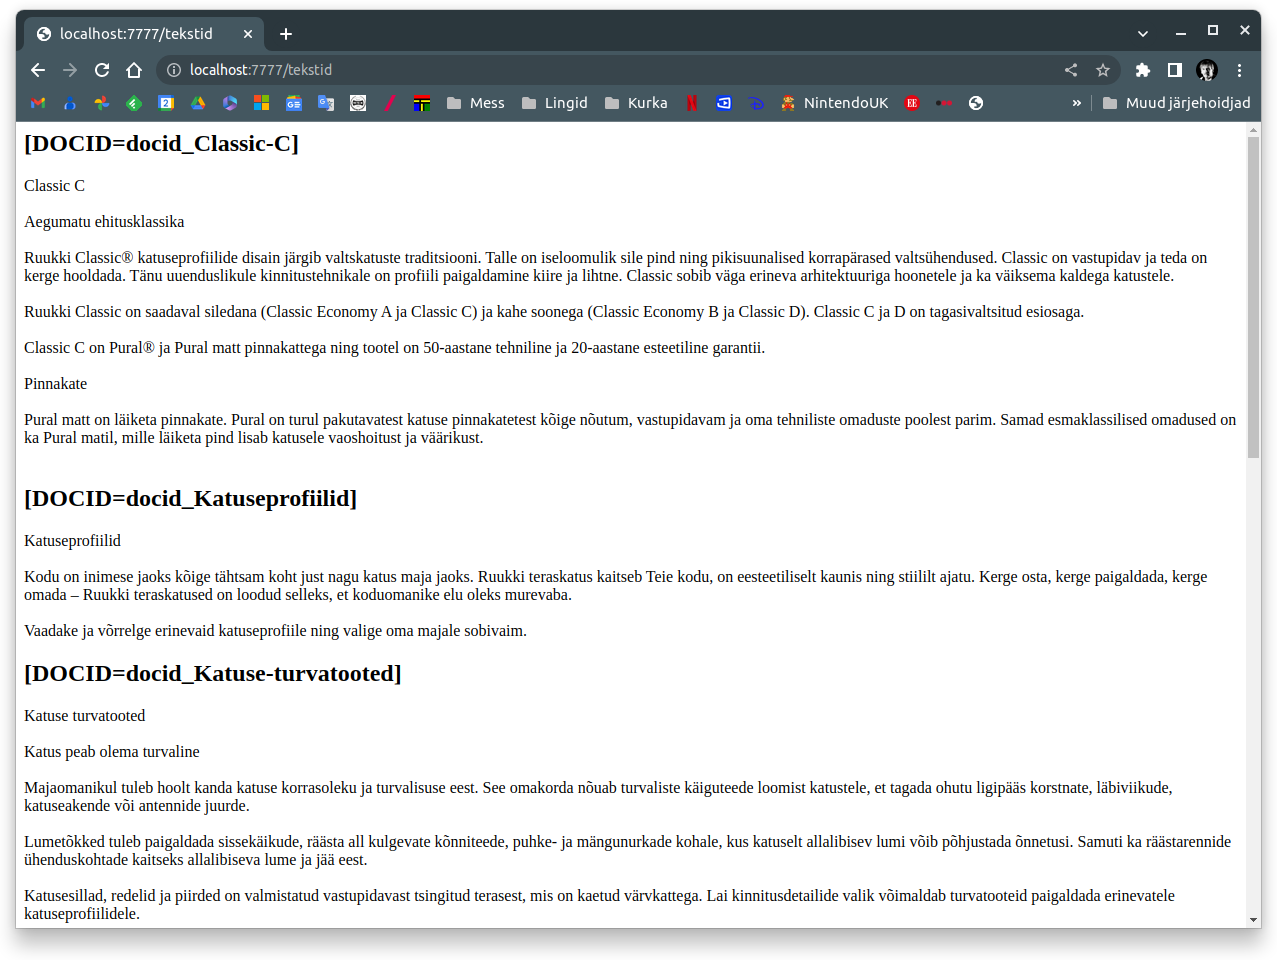 localhost:7777/tekstid
localhost:7777/tekstid
2
OHO
Mess
Lingid
Kurka
NintendoUK
EE
»
Muud järjehoidjad
[DOCID=docid_Classic-C]
Classic C
Aegumatu ehitusklassika
Ruukki Classic® katuseprofiilide disain järgib valtskatuste traditsiooni. Talle on iseloomulik sile pind ning pikisuunalised korrapärased valtsühendused. Classic on vastupidav ja teda on
kerge hooldada. Tänu uuenduslikule kinnitustehnikale on profiili paigaldamine kiire ja lihtne. Classic sobib väga erineva arhitektuuriga hoonetele ja ka väiksema kaldega katustele.
Ruukki Classic on saadaval siledana (Classic Economy A ja Classic C) ja kahe soonega (Classic Economy B ja Classic D). Classic C ja D on tagasivaltsitud esiosaga.
Classic C on Pural® ja Pural matt pinnakattega ning tootel on 50-aastane tehniline ja 20-aastane esteetiline garantii.
Pinnakate
Pural matt on läiketa pinnakate. Pural on turul pakutavatest katuse pinnakatetest kõige nõutum, vastupidavam ja oma tehniliste omaduste poolest parim. Samad esmaklassilised omadused on
ka Pural matil, mille läiketa pind lisab katusele vaoshoitust ja väärikust.
[DOCID=docid_Katuseprofiilid]
Katuseprofiilid
Kodu on inimese jaoks kõige tähtsam koht just nagu katus maja jaoks. Ruukki teraskatus kaitseb Teie kodu, on eesteetiliselt kaunis ning stiililt ajatu. Kerge osta, kerge paigaldada, kerge
omada – Ruukki teraskatused on loodud selleks, et koduomanike elu oleks murevaba.
Vaadake ja võrrelge erinevaid katuseprofiile ning valige oma majale sobivaim.
[DOCID=docid_Katuse-turvatooted]
Katuse turvatooted
Katus peab olema turvaline
Majaomanikul tuleb hoolt kanda katuse korrasoleku ja turvalisuse eest. See omakorda nõuab turvaliste käiguteede loomist katustele, et tagada ohutu ligipääs korstnate, läbiviikude,
katuseakende või antennide juurde.
Lumetõkked tuleb paigaldada sissekäikude, räästa all kulgevate kõnniteede, puhke- ja mängunurkade kohale, kus katuselt allalibisev lumi võib põhjustada õnnetusi. Samuti ka räästarennide
ühenduskohtade kaitseks allalibiseva lume ja jää eest.
Katusesillad, redelid ja piirded on valmistatud vastupidavast tsingitud terasest, mis on kaetud värvkattega. Lai kinnitusdetailide valik võimaldab turvatooteid paigaldada erinevatele
katuseprofiilidele.